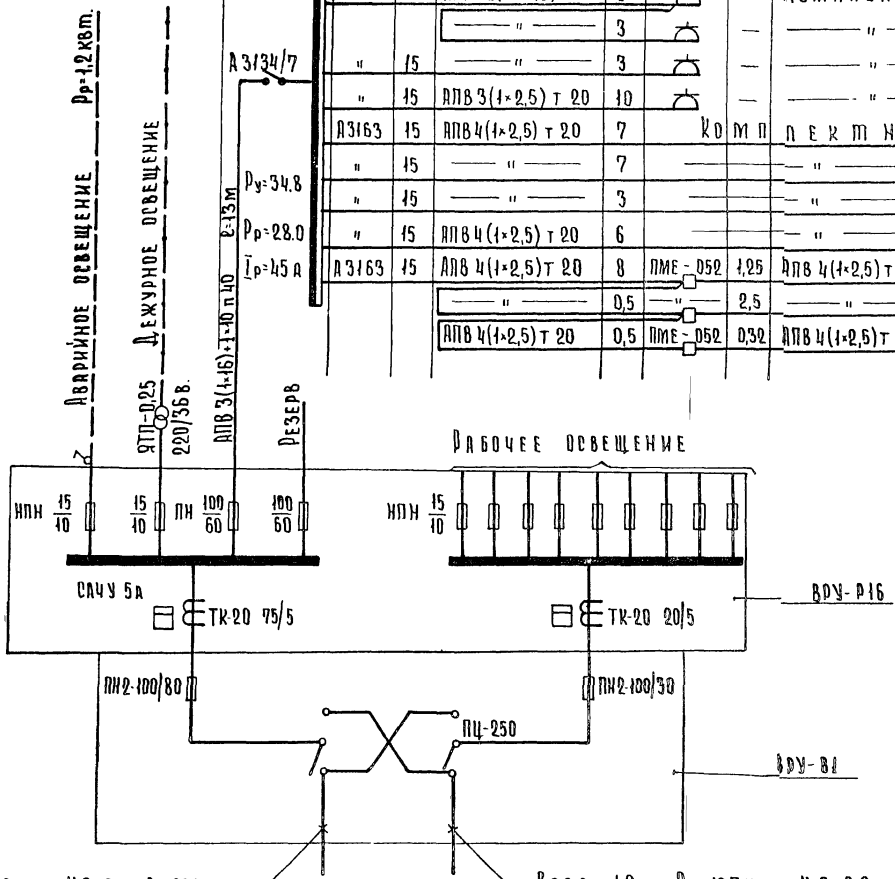 — " — 3 — "
А3134/7 " 15 — " — 3 — "
" 15 АПВ 3(1×2,5) т 20 10 — "
А3163 15 АПВ 4(1×2,5) т 20 7 КОМПЛЕКТН
" 15 — " — 7 — "
" 15 — " — 3 — "
" 15 АПВ 4(1×2,5) т 20 6 — "
А3163 15 АПВ 4(1×2,5) т 20 8 ПМЕ-052 1,25 АПВ 4(1×2,5) т
— " — 0,5 — " — 2,5 "
АПВ 4(1×2,5) т 20 0,5 ПМЕ-052 0,32 АПВ 4(1×2,5) т
Pу=34.8
Pр=28.0
Iр=45 А
Аварийное освещение Pр=1,2квт.
Дежурное освещение
ЯТП-0,25
220/36в.
АПВ 3(1×16)+1×10 п 40 ℓ=13м
Резерв
Рабочее освещение
НПН 15/10 15/10 ПН 100/60 100/60 НПН 15/10
САЧУ 5А
ТК-20 75/5 ТК-20 20/5
ВРУ-Р16
ПН2-100/80 ПН2-100/30
ПЦ-250
ВРУ-В1